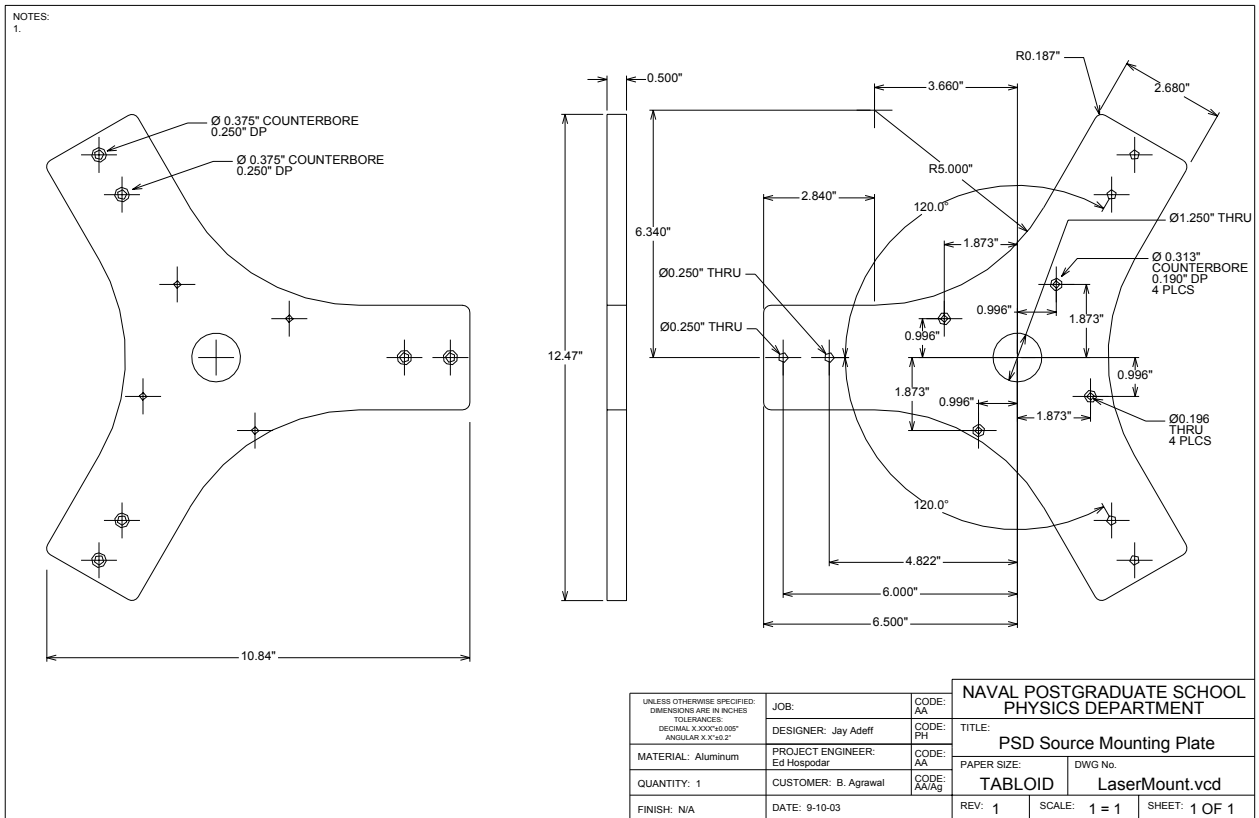 NOTES:
1.
Ø 0.375" COUNTERBORE
0.250" DP
Ø 0.375" COUNTERBORE
0.250" DP
10.84"
0.500"
12.47"
6.340"
3.660"
R0.187"
2.680"
R5.000"
2.840"
120.0°
1.873"
Ø1.250" THRU
Ø0.250" THRU
Ø0.250" THRU
Ø 0.313"
COUNTERBORE
0.190" DP
4 PLCS
0.996"
1.873"
0.996"
0.996"
1.873"
0.996"
1.873"
Ø0.196
THRU
4 PLCS
120.0°
4.822"
6.000"
6.500"
UNLESS OTHERWISE SPECIFIED:
DIMENSIONS ARE IN INCHES
TOLERANCES:
DECIMAL X.XXX"±0.005"
ANGULAR X.X°±0.2°
MATERIAL: Aluminum
QUANTITY: 1
FINISH: N/A
JOB:
CODE:
AA
DESIGNER: Jay Adeff
CODE:
PH
PROJECT ENGINEER:
Ed Hospodar
CODE:
AA
CUSTOMER: B. Agrawal
CODE:
AA/Ag
DATE: 9-10-03
NAVAL POSTGRADUATE SCHOOL
PHYSICS DEPARTMENT
TITLE:
PSD Source Mounting Plate
PAPER SIZE:
TABLOID
DWG No.
LaserMount.vcd
REV: 1
SCALE: 1 = 1
SHEET: 1 OF 1